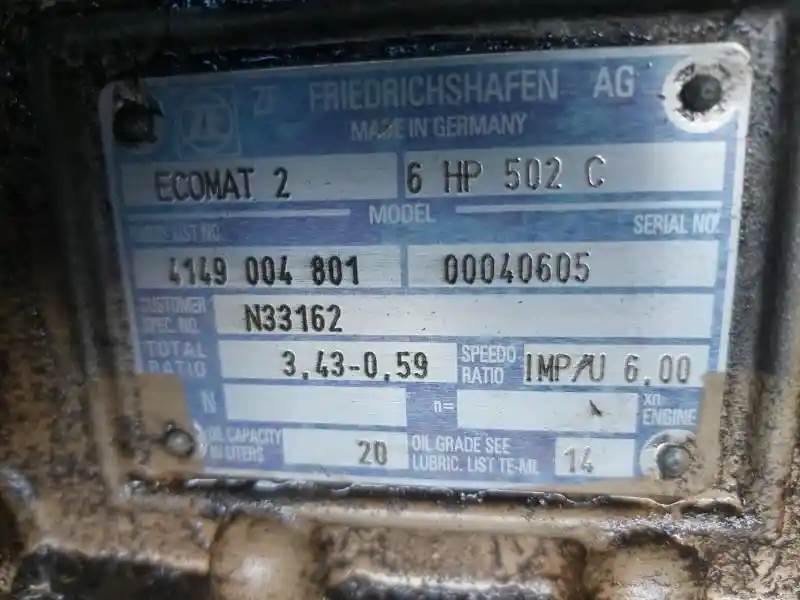 ZF FRIEDRICHSHAFEN AG
MADE IN GERMANY
ECOMAT 2 6 HP 502 C
MODEL
PARTS LIST NO. SERIAL NO.
4149 004 801 00040605
CUSTOMER
SPEC. NO. N33162
TOTAL
RATIO 3,43-0,59 SPEEDO
RATIO IMP/U 6.00
N n= xn
ENGINE
OIL CAPACITY
IN LITERS 20 OIL GRADE SEE
LUBRIC. LIST TE-ML 14